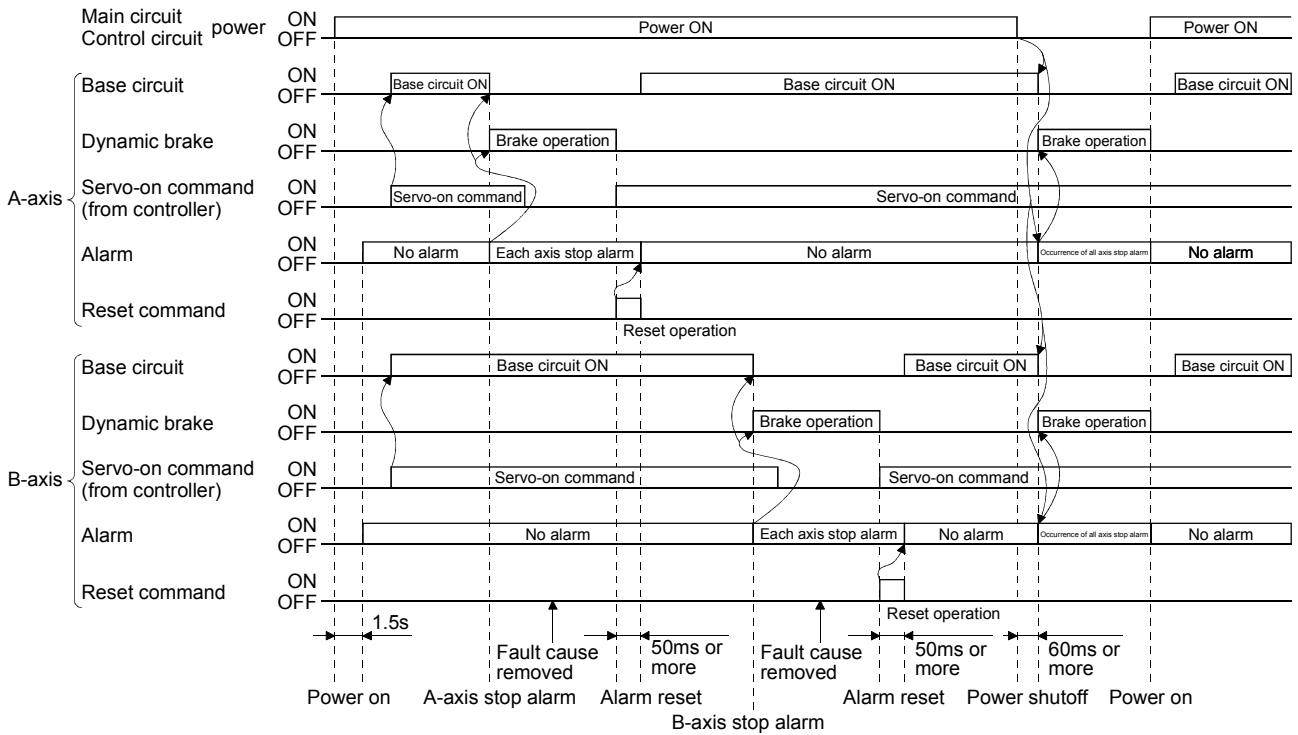 Main circuit
Control circuit power ON OFF Power ON Power ON
A-axis
Base circuit ON OFF Base circuit ON Base circuit ON Base circuit ON
Dynamic brake ON OFF Brake operation Brake operation
Servo-on command
(from controller) ON OFF Servo-on command Servo-on command
Alarm ON OFF No alarm Each axis stop alarm No alarm Occurrence of all axis stop alarm No alarm
Reset command ON OFF
Reset operation
B-axis
Base circuit ON OFF Base circuit ON Base circuit ON Base circuit ON
Dynamic brake ON OFF Brake operation Brake operation
Servo-on command
(from controller) ON OFF Servo-on command Servo-on command
Alarm ON OFF No alarm Each axis stop alarm No alarm Occurrence of all axis stop alarm No alarm
Reset command ON OFF
Reset operation
1.5s
Fault cause
removed
50ms or
more
Fault cause
removed
50ms or
more
60ms or
more
Power on A-axis stop alarm Alarm reset Alarm reset Power shutoff Power on
B-axis stop alarm